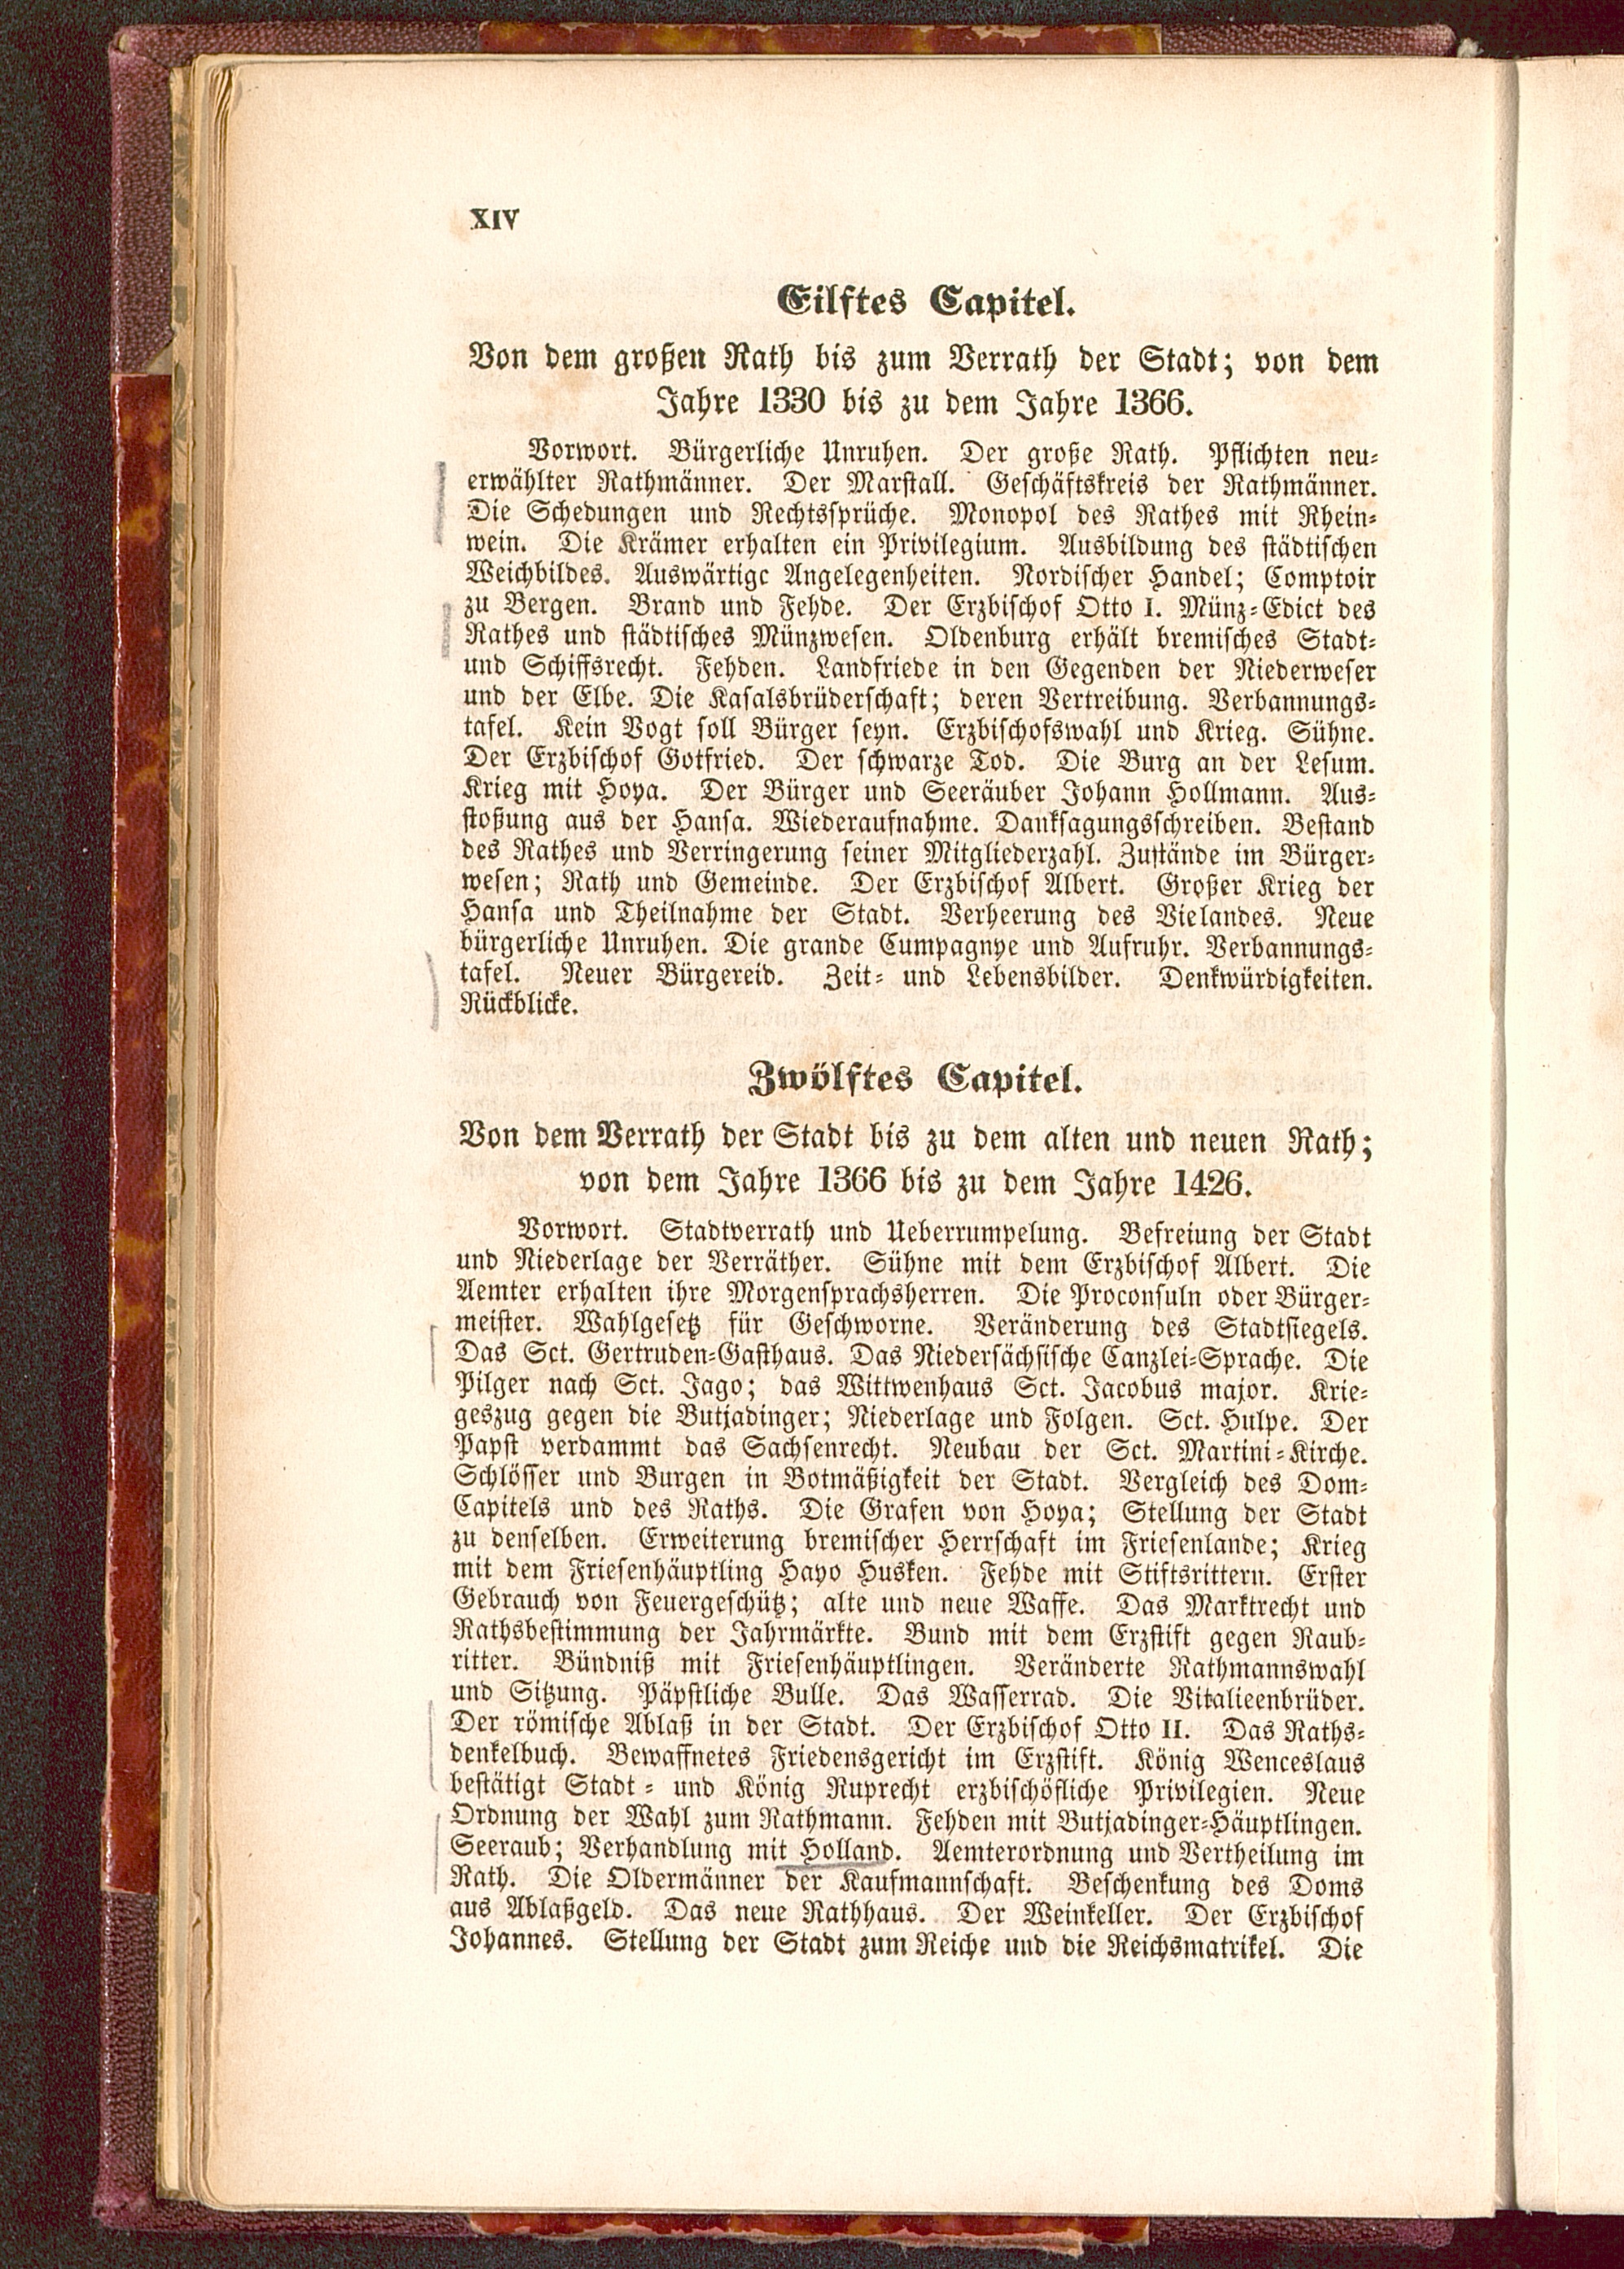 XIV
Eilftes Capitel.
Von dem großen Rath bis zum Verrath der Stadt; von dem
Jahre 1330 bis zu dem Jahre 1366.
Vorwort. Bürgerliche Unruhen. Der große Rath. Pflichten neu-
erwählter Rathmänner. Der Marstall. Geschäftskreis der Rathmänner.
Die Schedungen und Rechtssprüche. Monopol des Rathes mit Rhein-
wein. Die Krämer erhalten ein Privilegium. Ausbildung des städtischen
Weichbildes. Auswärtige Angelegenheiten. Nordischer Handel; Comptoir
zu Bergen. Brand und Fehde. Der Erzbischof Otto I. Münz-Edict des
Rathes und städtisches Münzwesen. Oldenburg erhält bremisches Stadt-
und Schiffsrecht. Fehden. Landfriede in den Gegenden der Niederweser
und der Elbe. Die Kasalsbrüderschaft; deren Vertreibung. Verbannungs-
tafel. Kein Vogt soll Bürger seyn. Erzbischofswahl und Krieg. Sühne.
Der Erzbischof Gotfried. Der schwarze Tod. Die Burg an der Lesum.
Krieg mit Hoya. Der Bürger und Seeräuber Johann Hollmann. Aus-
stoßung aus der Hansa. Wiederaufnahme. Danksagungsschreiben. Bestand
des Rathes und Verringerung seiner Mitgliederzahl. Zustände im Bürger-
wesen; Rath und Gemeinde. Der Erzbischof Albert. Großer Krieg der
Hansa und Theilnahme der Stadt. Verheerung des Vielandes. Neue
bürgerliche Unruhen. Die grande Cumpagnye und Aufruhr. Verbannungs-
tafel. Neuer Bürgereid. Zeit- und Lebensbilder. Denkwürdigkeiten.
Rückblicke.
Zwölftes Capitel.
Von dem Verrath der Stadt bis zu dem alten und neuen Rath;
von dem Jahre 1366 bis zu dem Jahre 1426.
Vorwort. Stadtverrath und Ueberrumpelung. Befreiung der Stadt
und Niederlage der Verräther. Sühne mit dem Erzbischof Albert. Die
Aemter erhalten ihre Morgensprachsherren. Die Proconsuln oder Bürger-
meister. Wahlgesetz für Geschworne. Veränderung des Stadtsiegels.
Das Sct. Gertruden-Gasthaus. Das Niedersächsische Canzlei-Sprache. Die
Pilger nach Sct. Jago; das Wittwenhaus Sct. Jacobus major. Krie-
geszug gegen die Butjadinger; Niederlage und Folgen. Sct. Hulpe. Der
Papst verdammt das Sachsenrecht. Neubau der Sct. Martini-Kirche.
Schlösser und Burgen in Botmäßigkeit der Stadt. Vergleich des Dom-
Capitels und des Raths. Die Grafen von Hoya; Stellung der Stadt
zu denselben. Erweiterung bremischer Herrschaft im Friesenlande; Krieg
mit dem Friesenhäuptling Hayo Husken. Fehde mit Stiftsrittern. Erster
Gebrauch von Feuergeschütz; alte und neue Waffe. Das Marktrecht und
Rathsbestimmung der Jahrmärkte. Bund mit dem Erzstift gegen Raub-
ritter. Bündniß mit Friesenhäuptlingen. Veränderte Rathmannswahl
und Sitzung. Päpstliche Bulle. Das Wasserrad. Die Vitalieenbrüder.
Der römische Ablaß in der Stadt. Der Erzbischof Otto II. Das Raths-
denkelbuch. Bewaffnetes Friedensgericht im Erzstift. König Wenceslaus
bestätigt Stadt- und König Ruprecht erzbischöfliche Privilegien. Neue
Ordnung der Wahl zum Rathmann. Fehden mit Butjadinger-Häuptlingen.
Seeraub; Verhandlung mit Holland. Aemterordnung und Vertheilung im
Rath. Die Oldermänner der Kaufmannschaft. Beschenkung des Doms
aus Ablaßgeld. Das neue Rathhaus. Der Weinkeller. Der Erzbischof
Johannes. Stellung der Stadt zum Reiche und die Reichsmatrikel. Die